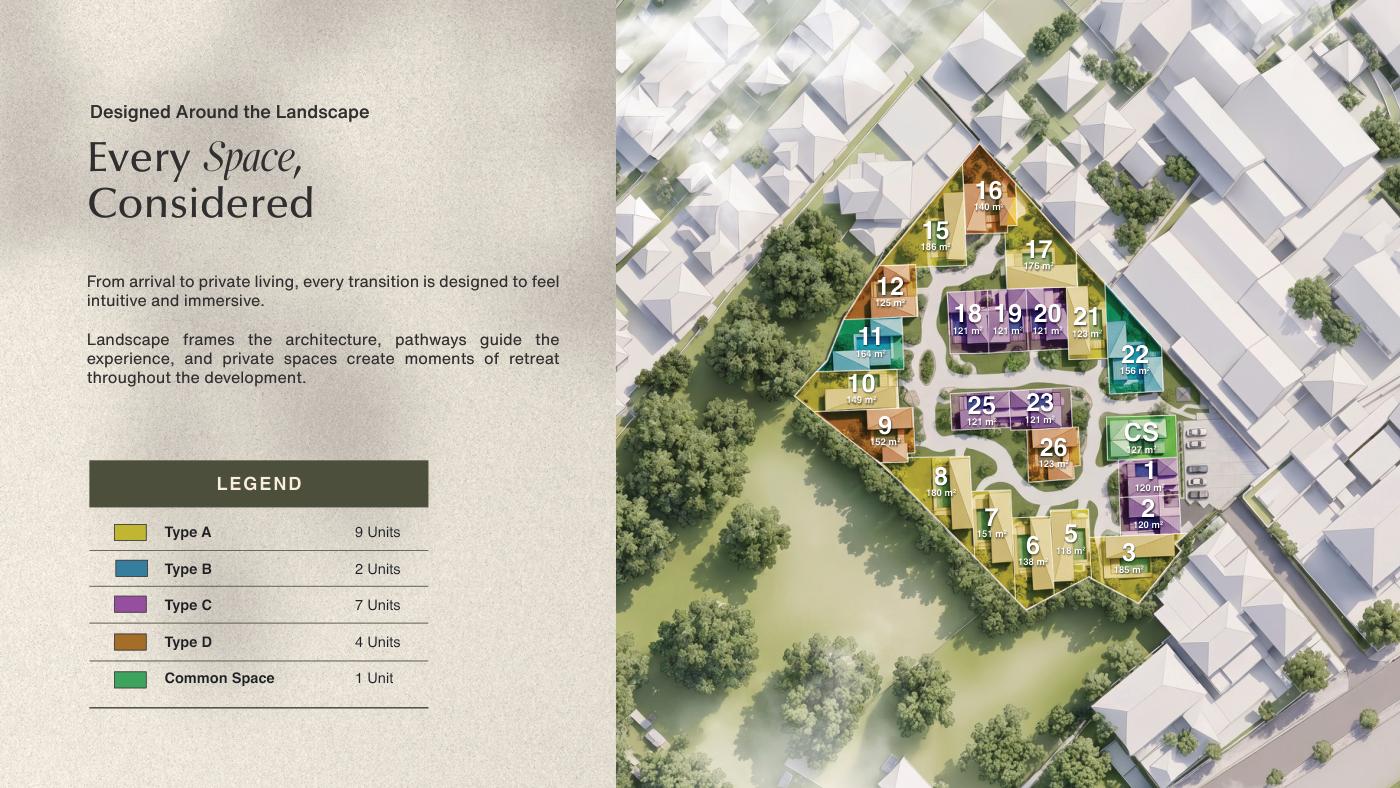 Designed Around the Landscape
Every Space,
Considered
From arrival to private living, every transition is designed to feel
intuitive and immersive.
Landscape frames the architecture, pathways guide the
experience, and private spaces create moments of retreat
throughout the development.
LEGEND
Type A 9 Units
Type B 2 Units
Type C 7 Units
Type D 4 Units
Common Space 1 Unit
16
140 m²
15
186 m²
17
176 m²
12
125 m²
18
121 m²
19
121 m²
20
121 m²
21
123 m²
11
164 m²
22
156 m²
10
149 m²
25
121 m²
23
121 m²
9
152 m²
CS
127 m²
26
123 m²
1
120 m²
8
180 m²
2
120 m²
7
151 m²
6
138 m²
5
118 m²
3
185 m²